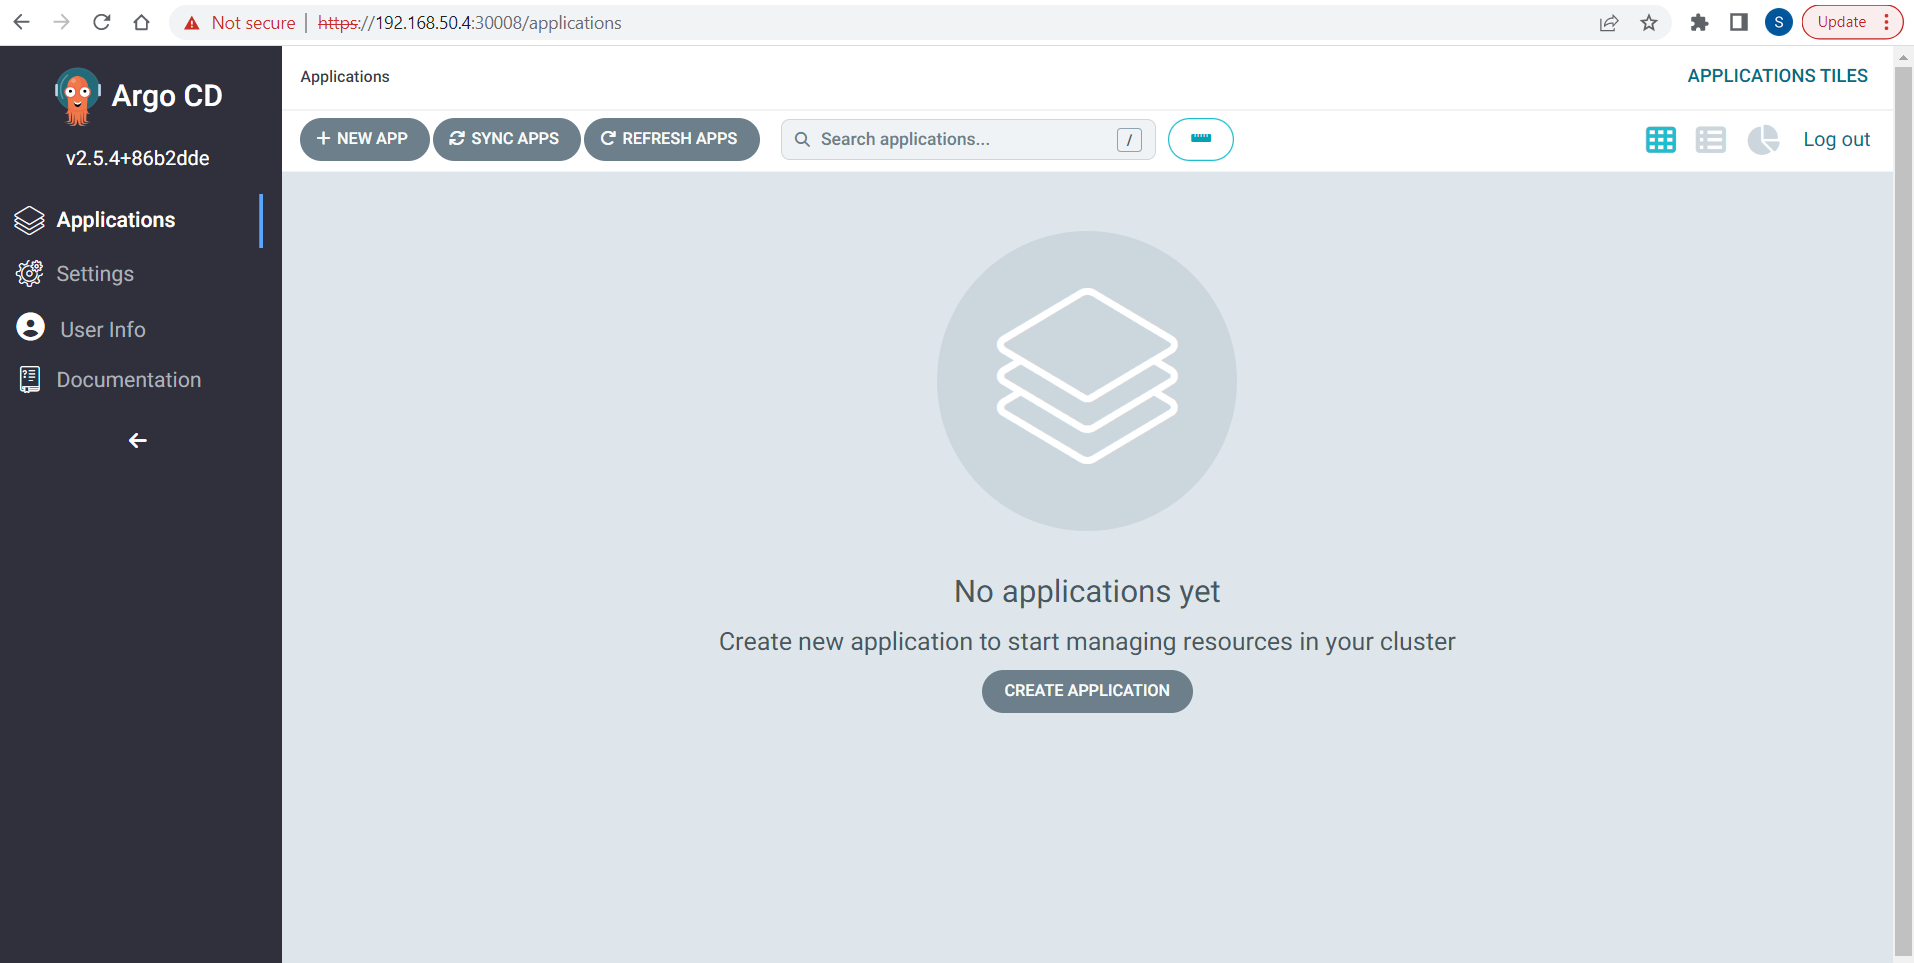 Not secure | https://192.168.50.4:30008/applications
S
Update
Argo CD
v2.5.4+86b2dde
Applications
Settings
User Info
Documentation
Applications
APPLICATIONS TILES
NEW APP
SYNC APPS
REFRESH APPS
Search applications...
/
Log out
No applications yet
Create new application to start managing resources in your cluster
CREATE APPLICATION